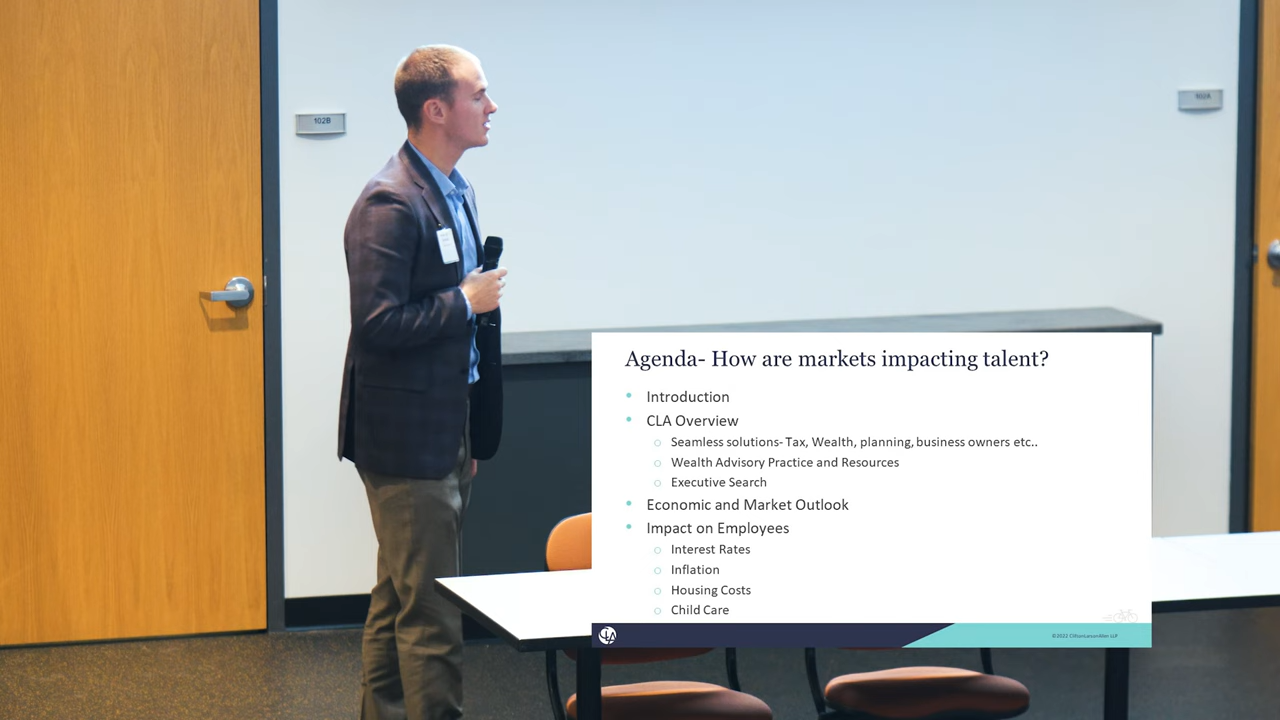 102B
102A
Agenda- How are markets impacting talent?
Introduction
CLA Overview
Seamless solutions- Tax, Wealth, planning, business owners etc..
Wealth Advisory Practice and Resources
Executive Search
Economic and Market Outlook
Impact on Employees
Interest Rates
Inflation
Housing Costs
Child Care
CLA
©2022 CliftonLarsonAllen LLP